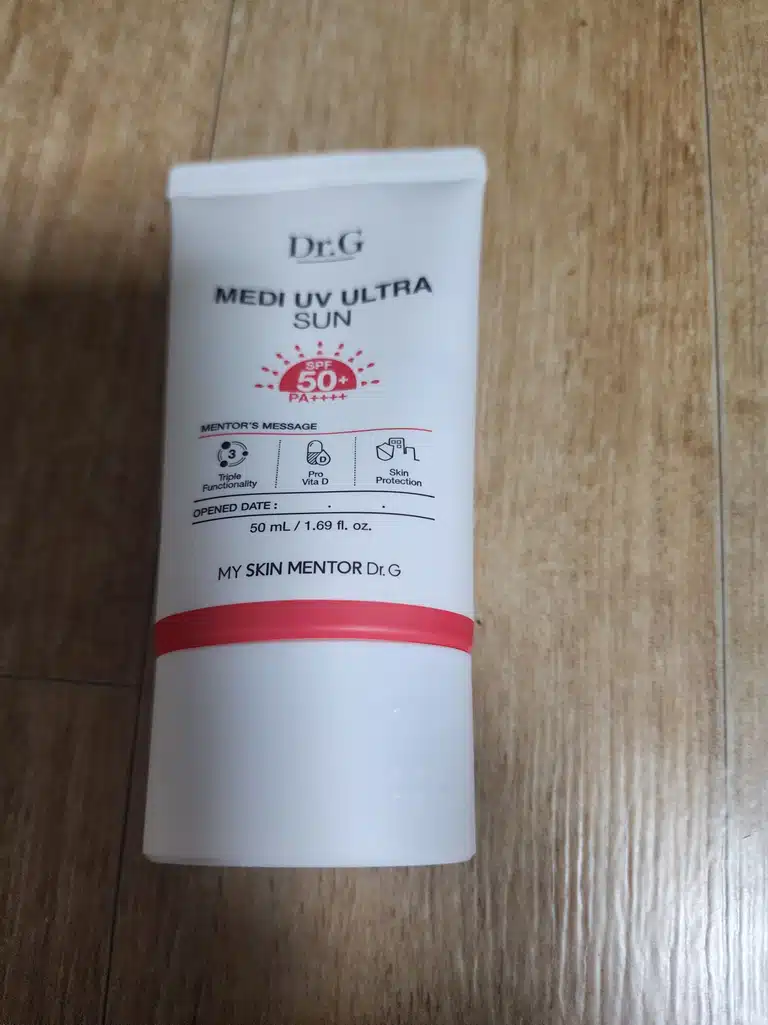 Dr.G
MEDI UV ULTRA
SUN
SPF
50+
PA++++
MENTOR'S MESSAGE
3
Triple
Functionality
D
Pro
Vita D
Skin
Protection
OPENED DATE : . .
50 mL / 1.69 fl. oz.
MY SKIN MENTOR Dr.G